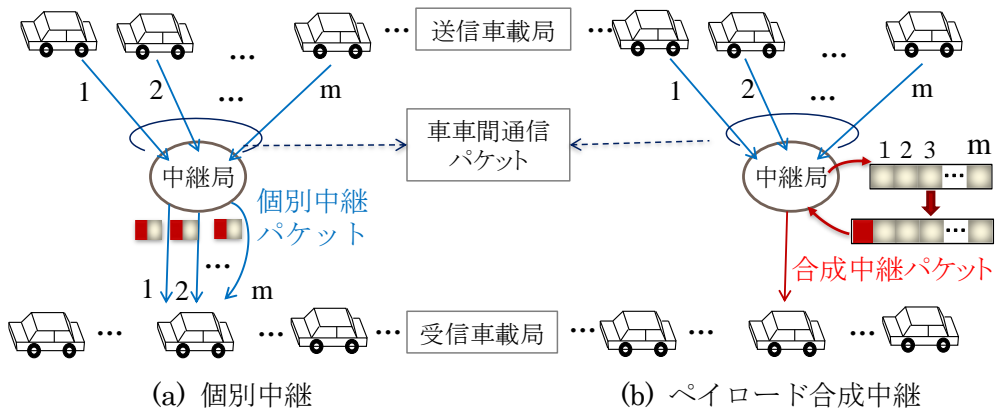 … 送信車載局 …
… …
1 2 … m
1 2 … m
車車間通信
パケット
中継局
個別中継
パケット
…
1 2 m
中継局
1 2 3 m
…
…
合成中継パケット
… … … 受信車載局 … … …
(a) 個別中継
(b) ペイロード合成中継